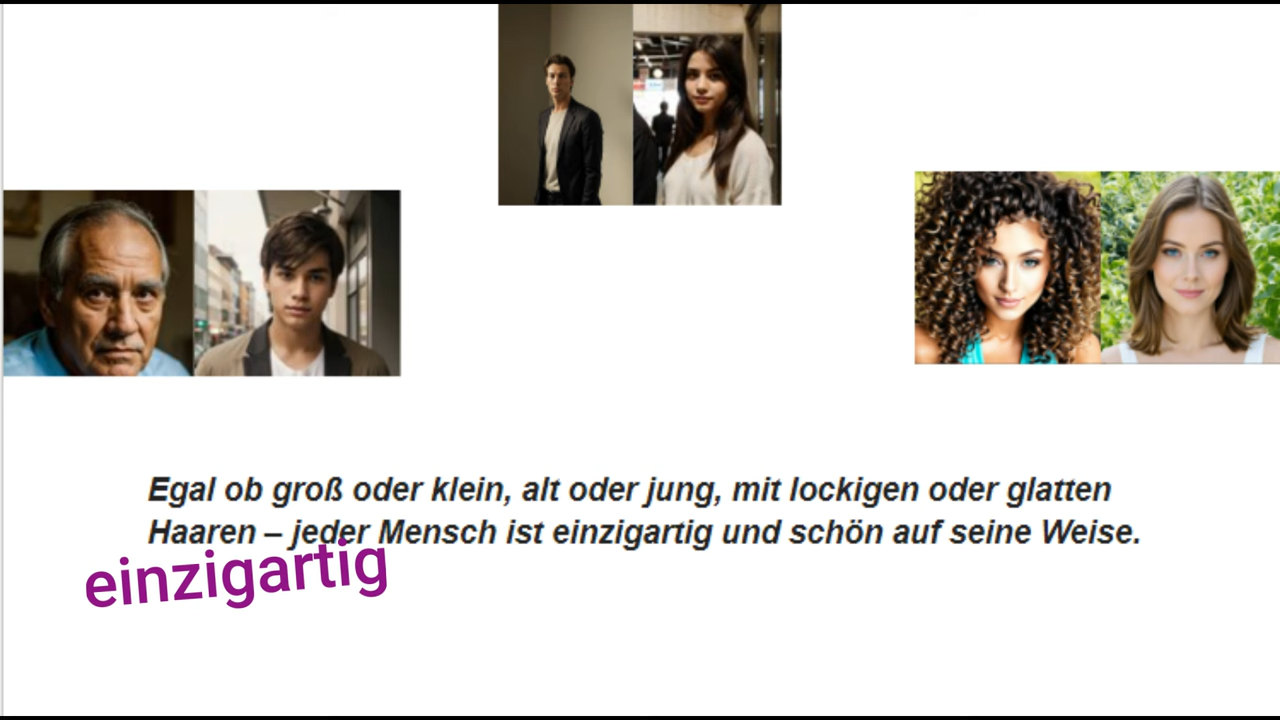 Egal ob groß oder klein, alt oder jung, mit lockigen oder glatten
Haaren – jeder Mensch ist einzigartig und schön auf seine Weise.
einzigartig